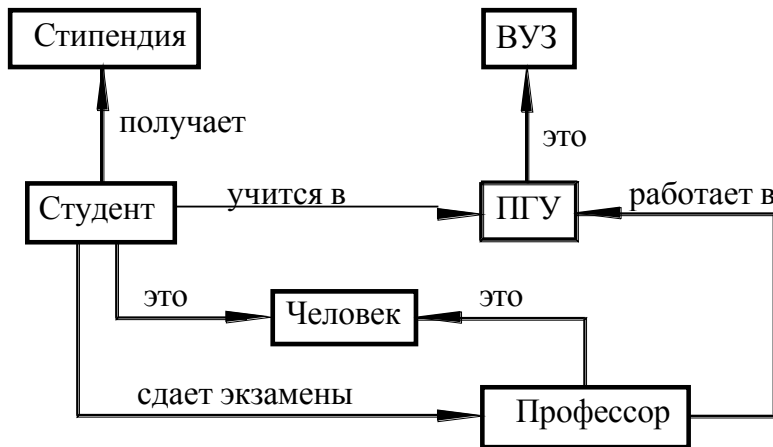 Стипендия
ВУЗ
получает
это
Студент
учится в
ПГУ
работает в
это
Человек
это
сдает экзамены
Профессор